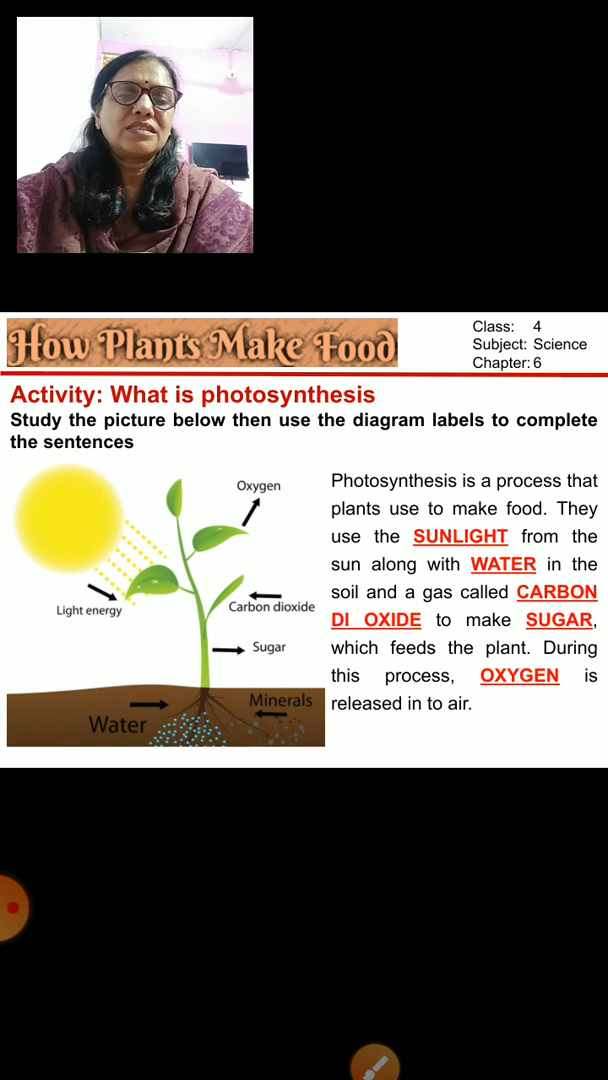 How Plants Make Food
Class: 4
Subject: Science
Chapter: 6
Activity: What is photosynthesis
Study the picture below then use the diagram labels to complete
the sentences
Oxygen
Light energy
Carbon dioxide
Sugar
Minerals
Water
Photosynthesis is a process that
plants use to make food. They
use the SUNLIGHT from the
sun along with WATER in the
soil and a gas called CARBON
DI OXIDE to make SUGAR,
which feeds the plant. During
this process, OXYGEN is
released in to air.